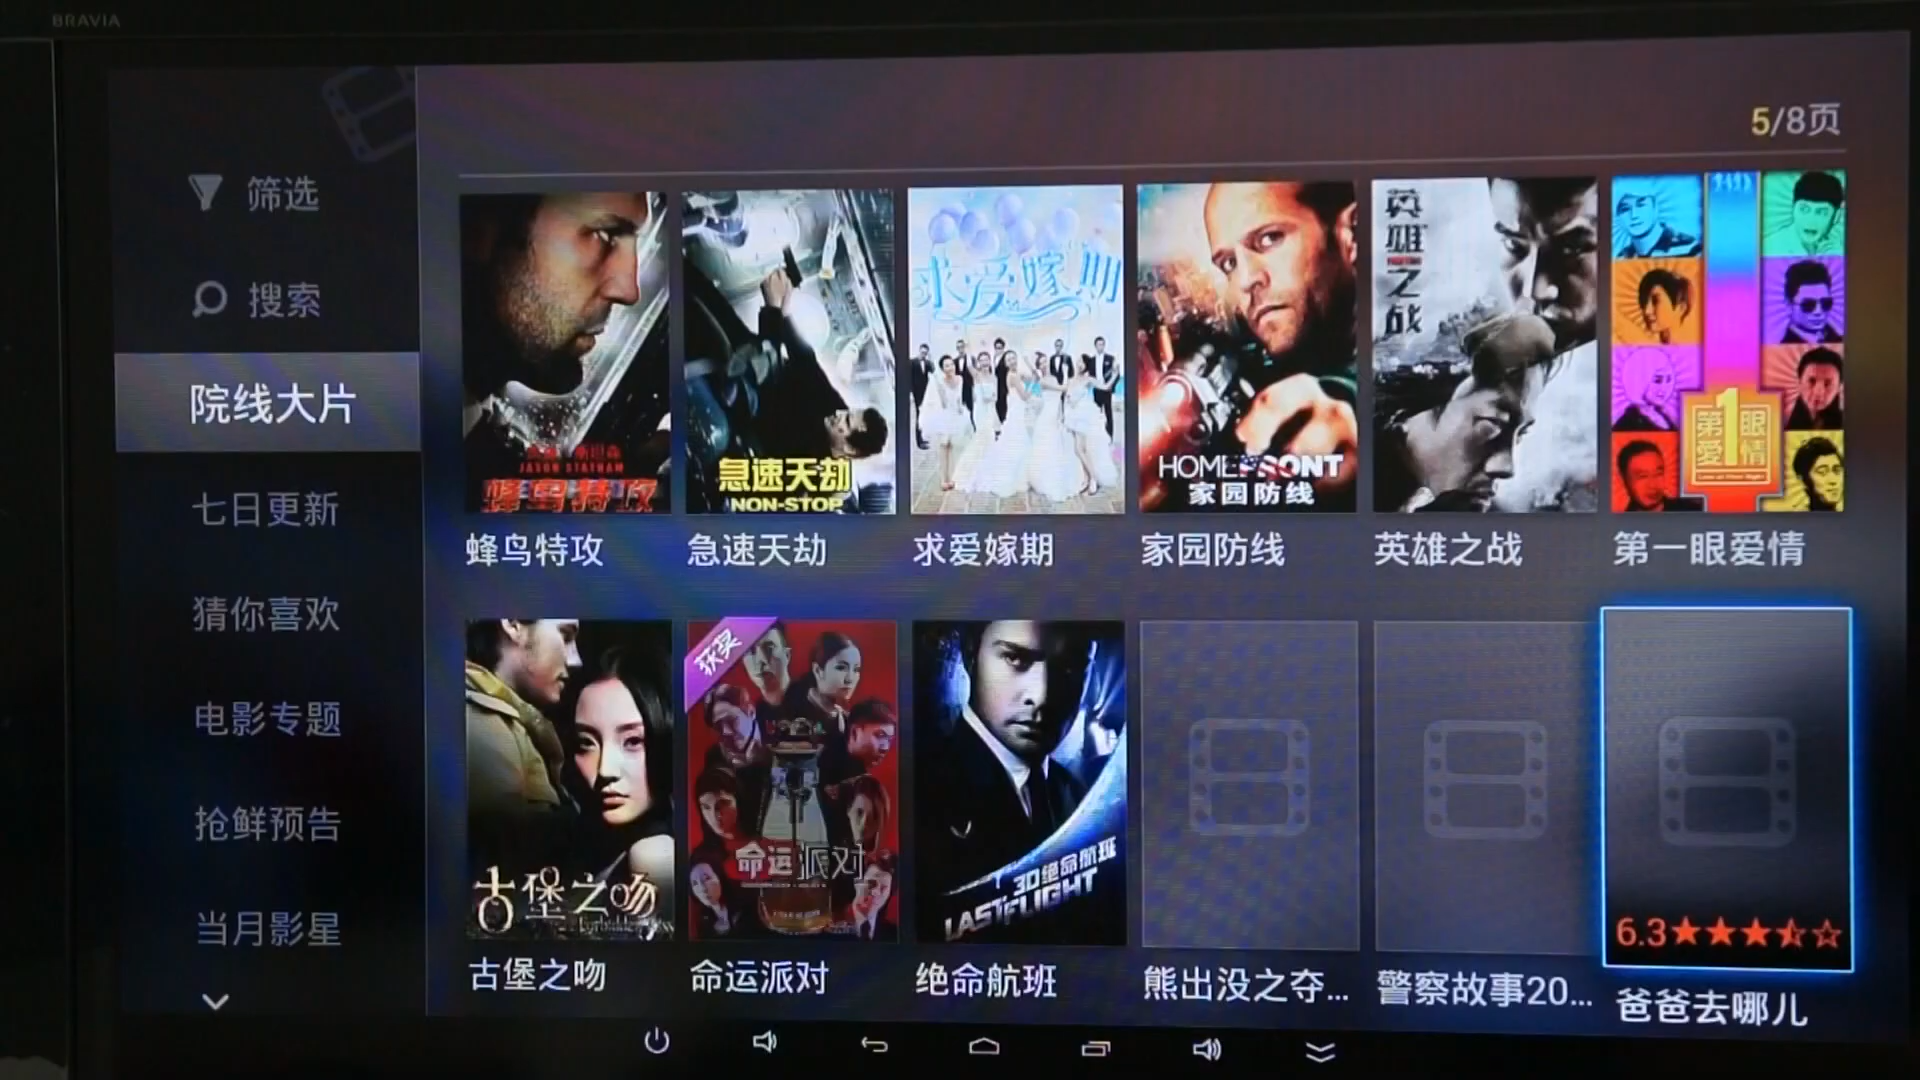 BRAVIA
5/8页
筛选
搜索
院线大片
七日更新
猜你喜欢
电影专题
抢鲜预告
当月影星
JASON STATHAM
蜂鸟特攻
急速天劫
NON-STOP
求爱嫁期
HOMEFRONT
家园防线
英雄之战
第1眼
爱情
蜂鸟特攻
急速天劫
求爱嫁期
家园防线
英雄之战
第一眼爱情
古堡之吻
获奖
命运派对
3D绝命航班
LAST FLIGHT
6.3
古堡之吻
命运派对
绝命航班
熊出没之夺...
警察故事20...
爸爸去哪儿